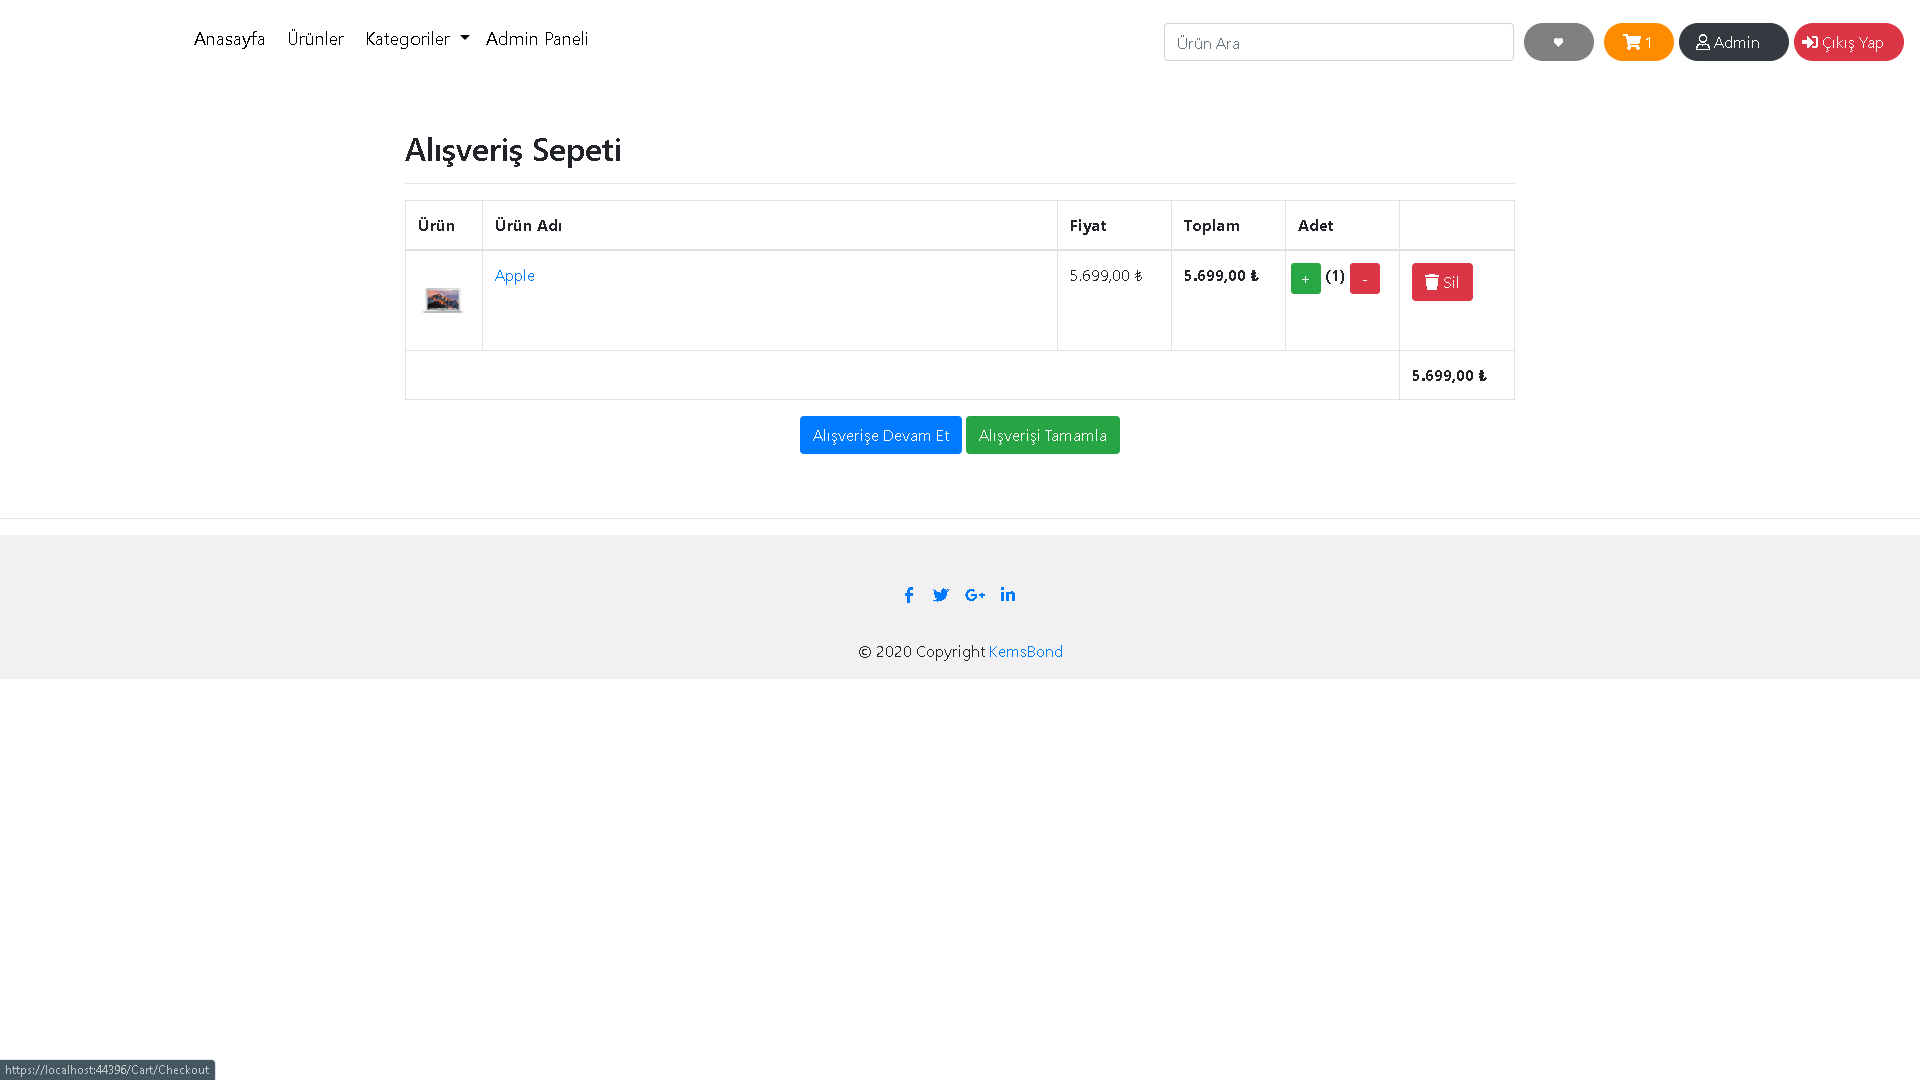 Anasayfa Ürünler Kategoriler Admin Paneli Ürün Ara 1 Admin Çıkış Yap
Alışveriş Sepeti
Ürün Ürün Adı Fiyat Toplam Adet
Apple 5.699,00 ₺ 5.699,00 ₺ + (1) - Sil
5.699,00 ₺
Alışverişe Devam Et Alışverişi Tamamla
© 2020 Copyright KemsBond
https://localhost:44396/Cart/Checkout